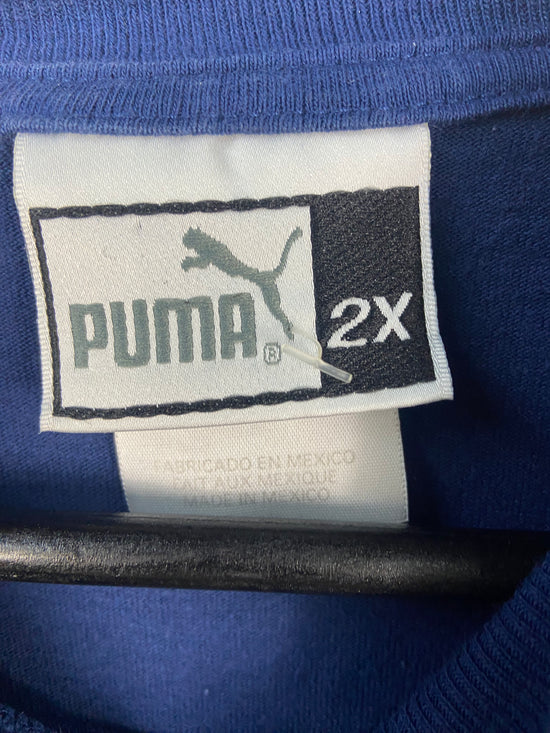 PUMA® 2X
FABRICADO EN MEXICO
FAIT AUX MEXIQUE
MADE IN MEXICO